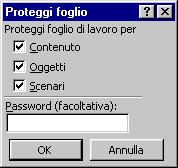 Proteggi foglio
Proteggi foglio di lavoro per
Contenuto
Oggetti
Scenari
Password (facoltativa):
OK
Annulla